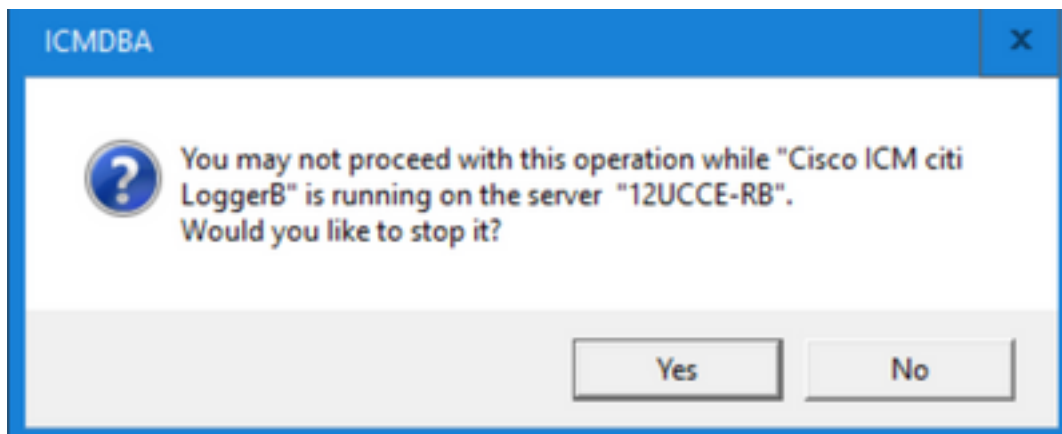 ICMDBA
You may not proceed with this operation while "Cisco ICM citi
LoggerB" is running on the server "12UCCE-RB".
Would you like to stop it?
Yes No